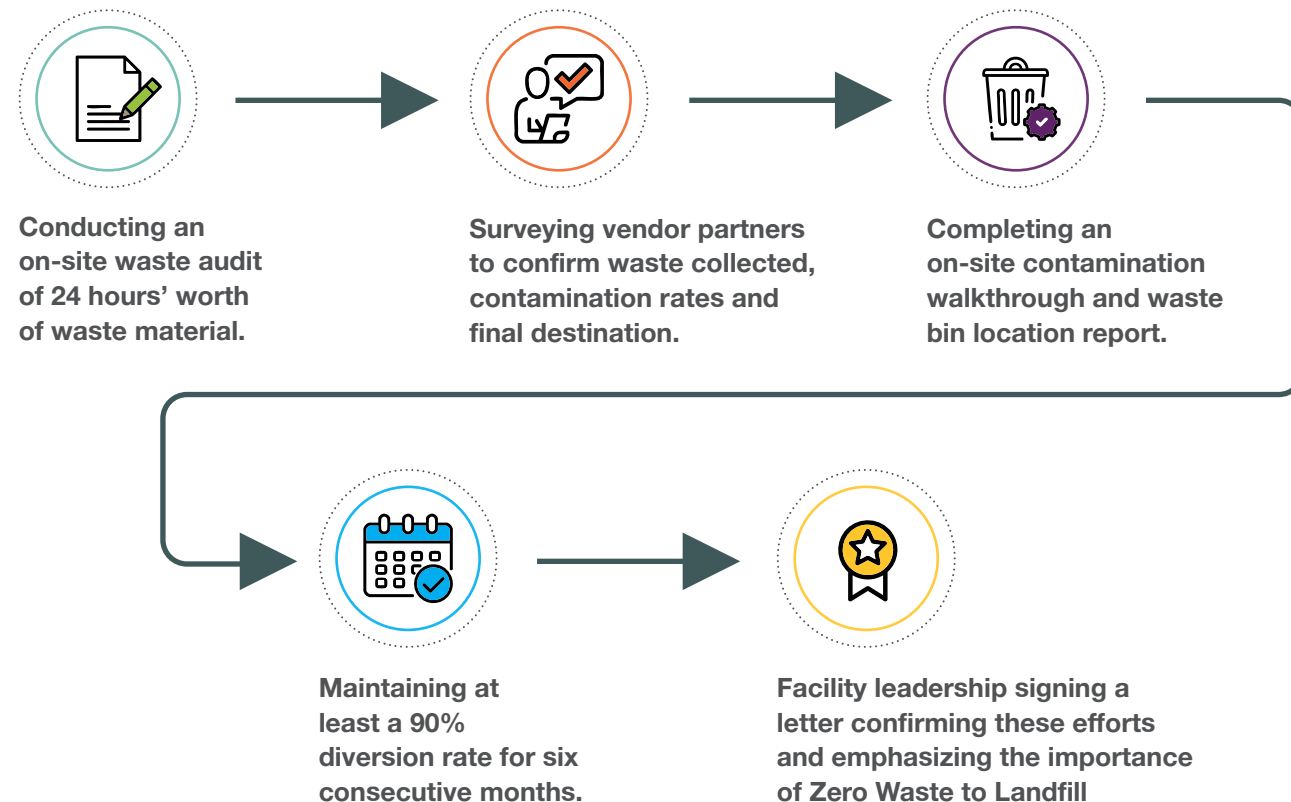 Conducting an
on-site waste audit
of 24 hours’ worth
of waste material.
Surveying vendor partners
to confirm waste collected,
contamination rates and
final destination.
Completing an
on-site contamination
walkthrough and waste
bin location report.
Maintaining at
least a 90%
diversion rate for six
consecutive months.
Facility leadership signing a
letter confirming these efforts
and emphasizing the importance
of Zero Waste to Landfill